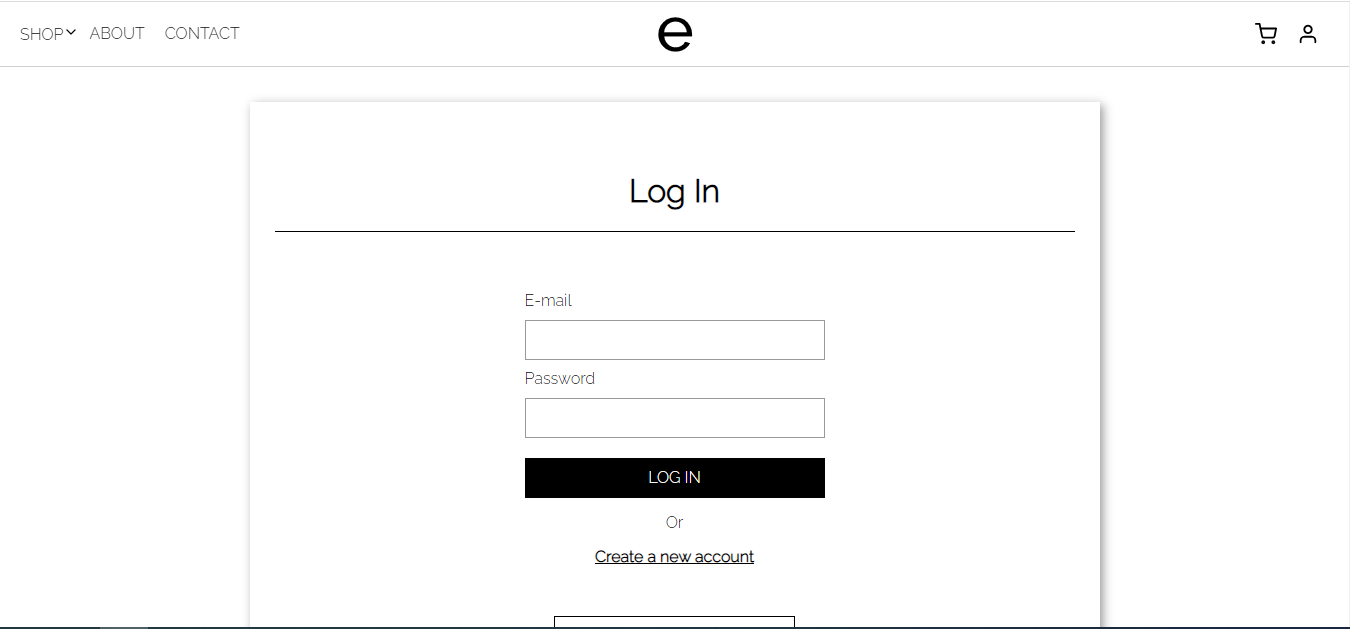 SHOP ABOUT CONTACT
e
Log In
E-mail
Password
LOG IN
Or
Create a new account